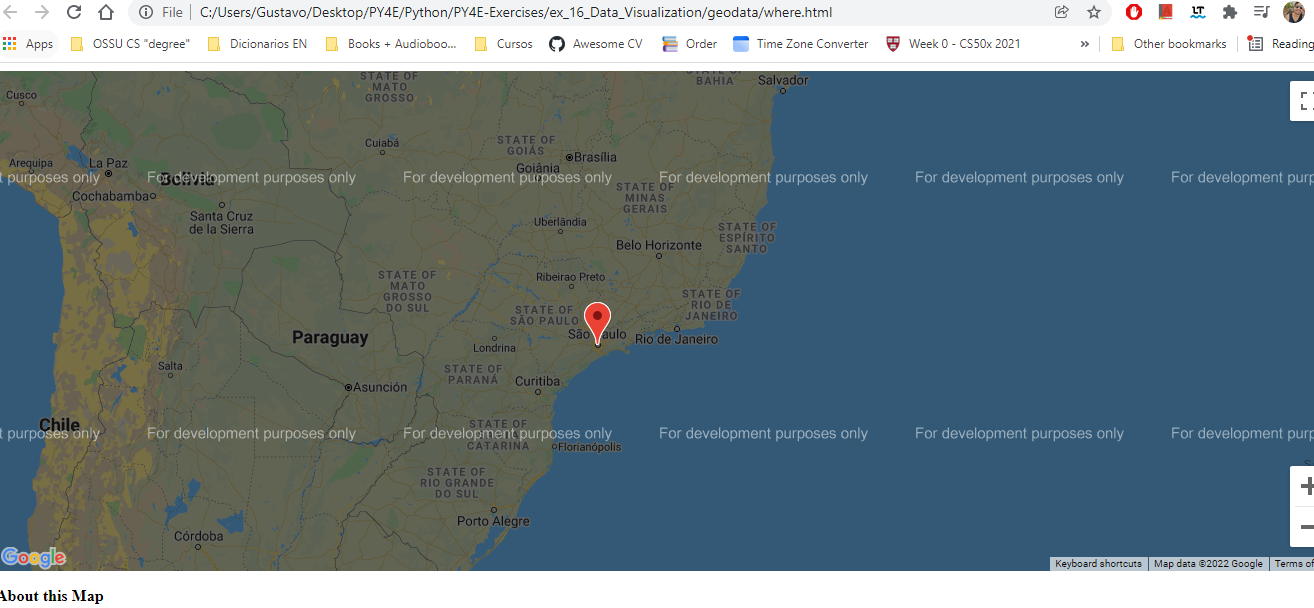 File C:/Users/Gustavo/Desktop/PY4E/Python/PY4E-Exercises/ex_16_Data_Visualization/geodata/where.html
Apps OSSU CS "degree" Dicionarios EN Books + Audioboo... Cursos Awesome CV Order Time Zone Converter Week 0 - CS50x 2021 » Other bookmarks Reading
STATE OF
MATO
GROSSO
STATE OF
BAHIA
Salvador
Cusco
Cuiabá
STATE OF
GOIÁS
Brasília
Arequipa
La Paz
Goiânia
Bolivia
t purposes only For development purposes only For development purposes only For development purposes only For development purposes only For development purp
STATE OF
MINAS
GERAIS
Cochabamba
Santa Cruz
de la Sierra
Uberlândia
STATE OF
ESPÍRITO
SANTO
Belo Horizonte
STATE OF
MATO
GROSSO
DO SUL
Ribeirao Preto
STATE OF
RIO DE
JANEIRO
STATE OF
SÃO PAULO
São Paulo
Rio de Janeiro
Paraguay
Londrina
Salta
STATE OF
PARANÁ
Curitiba
Asunción
Chile
t purposes only For development purposes only For development purposes only For development purposes only For development purposes only For development purp
STATE OF
SANTA
CATARINA
Florianópolis
STATE OF
RIO GRANDE
DO SUL
Porto Alegre
Córdoba
Google
Keyboard shortcuts Map data ©2022 Google Terms of
About this Map